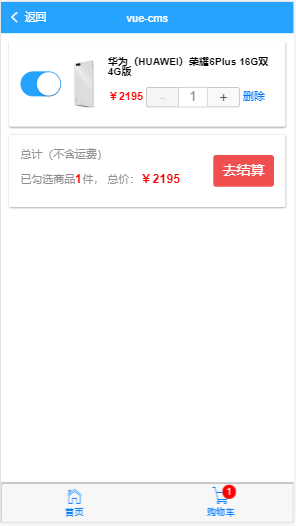 返回
vue-cms
华为（HUAWEI）荣耀6Plus 16G双
4G版
￥2195 - 1 + 删除
总计（不含运费）
已勾选商品1件， 总价：￥2195
去结算
1
首页
购物车